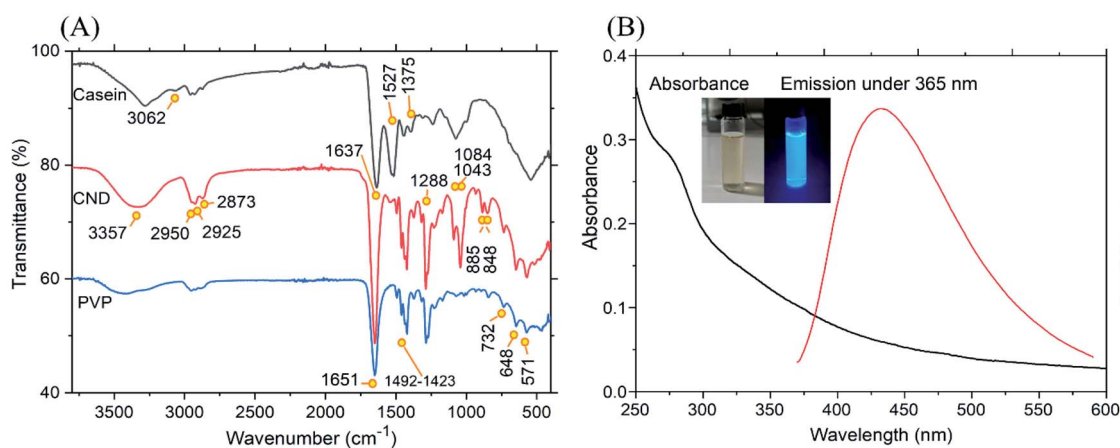 (A)
100
80
60
40
Transmittance (%)
Casein
3062
1527
1375
1637
1084
1043
1288
CND
3357
2950
2925
2873
885
848
PVP
1651
1492-1423
732
648
571
3500 3000 2500 2000 1500 1000 500
Wavenumber (cm⁻¹)
(B)
0.4
0.3
0.2
0.1
0.0
Absorbance
Absorbance Emission under 365 nm
250 300 350 400 450 500 550 600
Wavelength (nm)